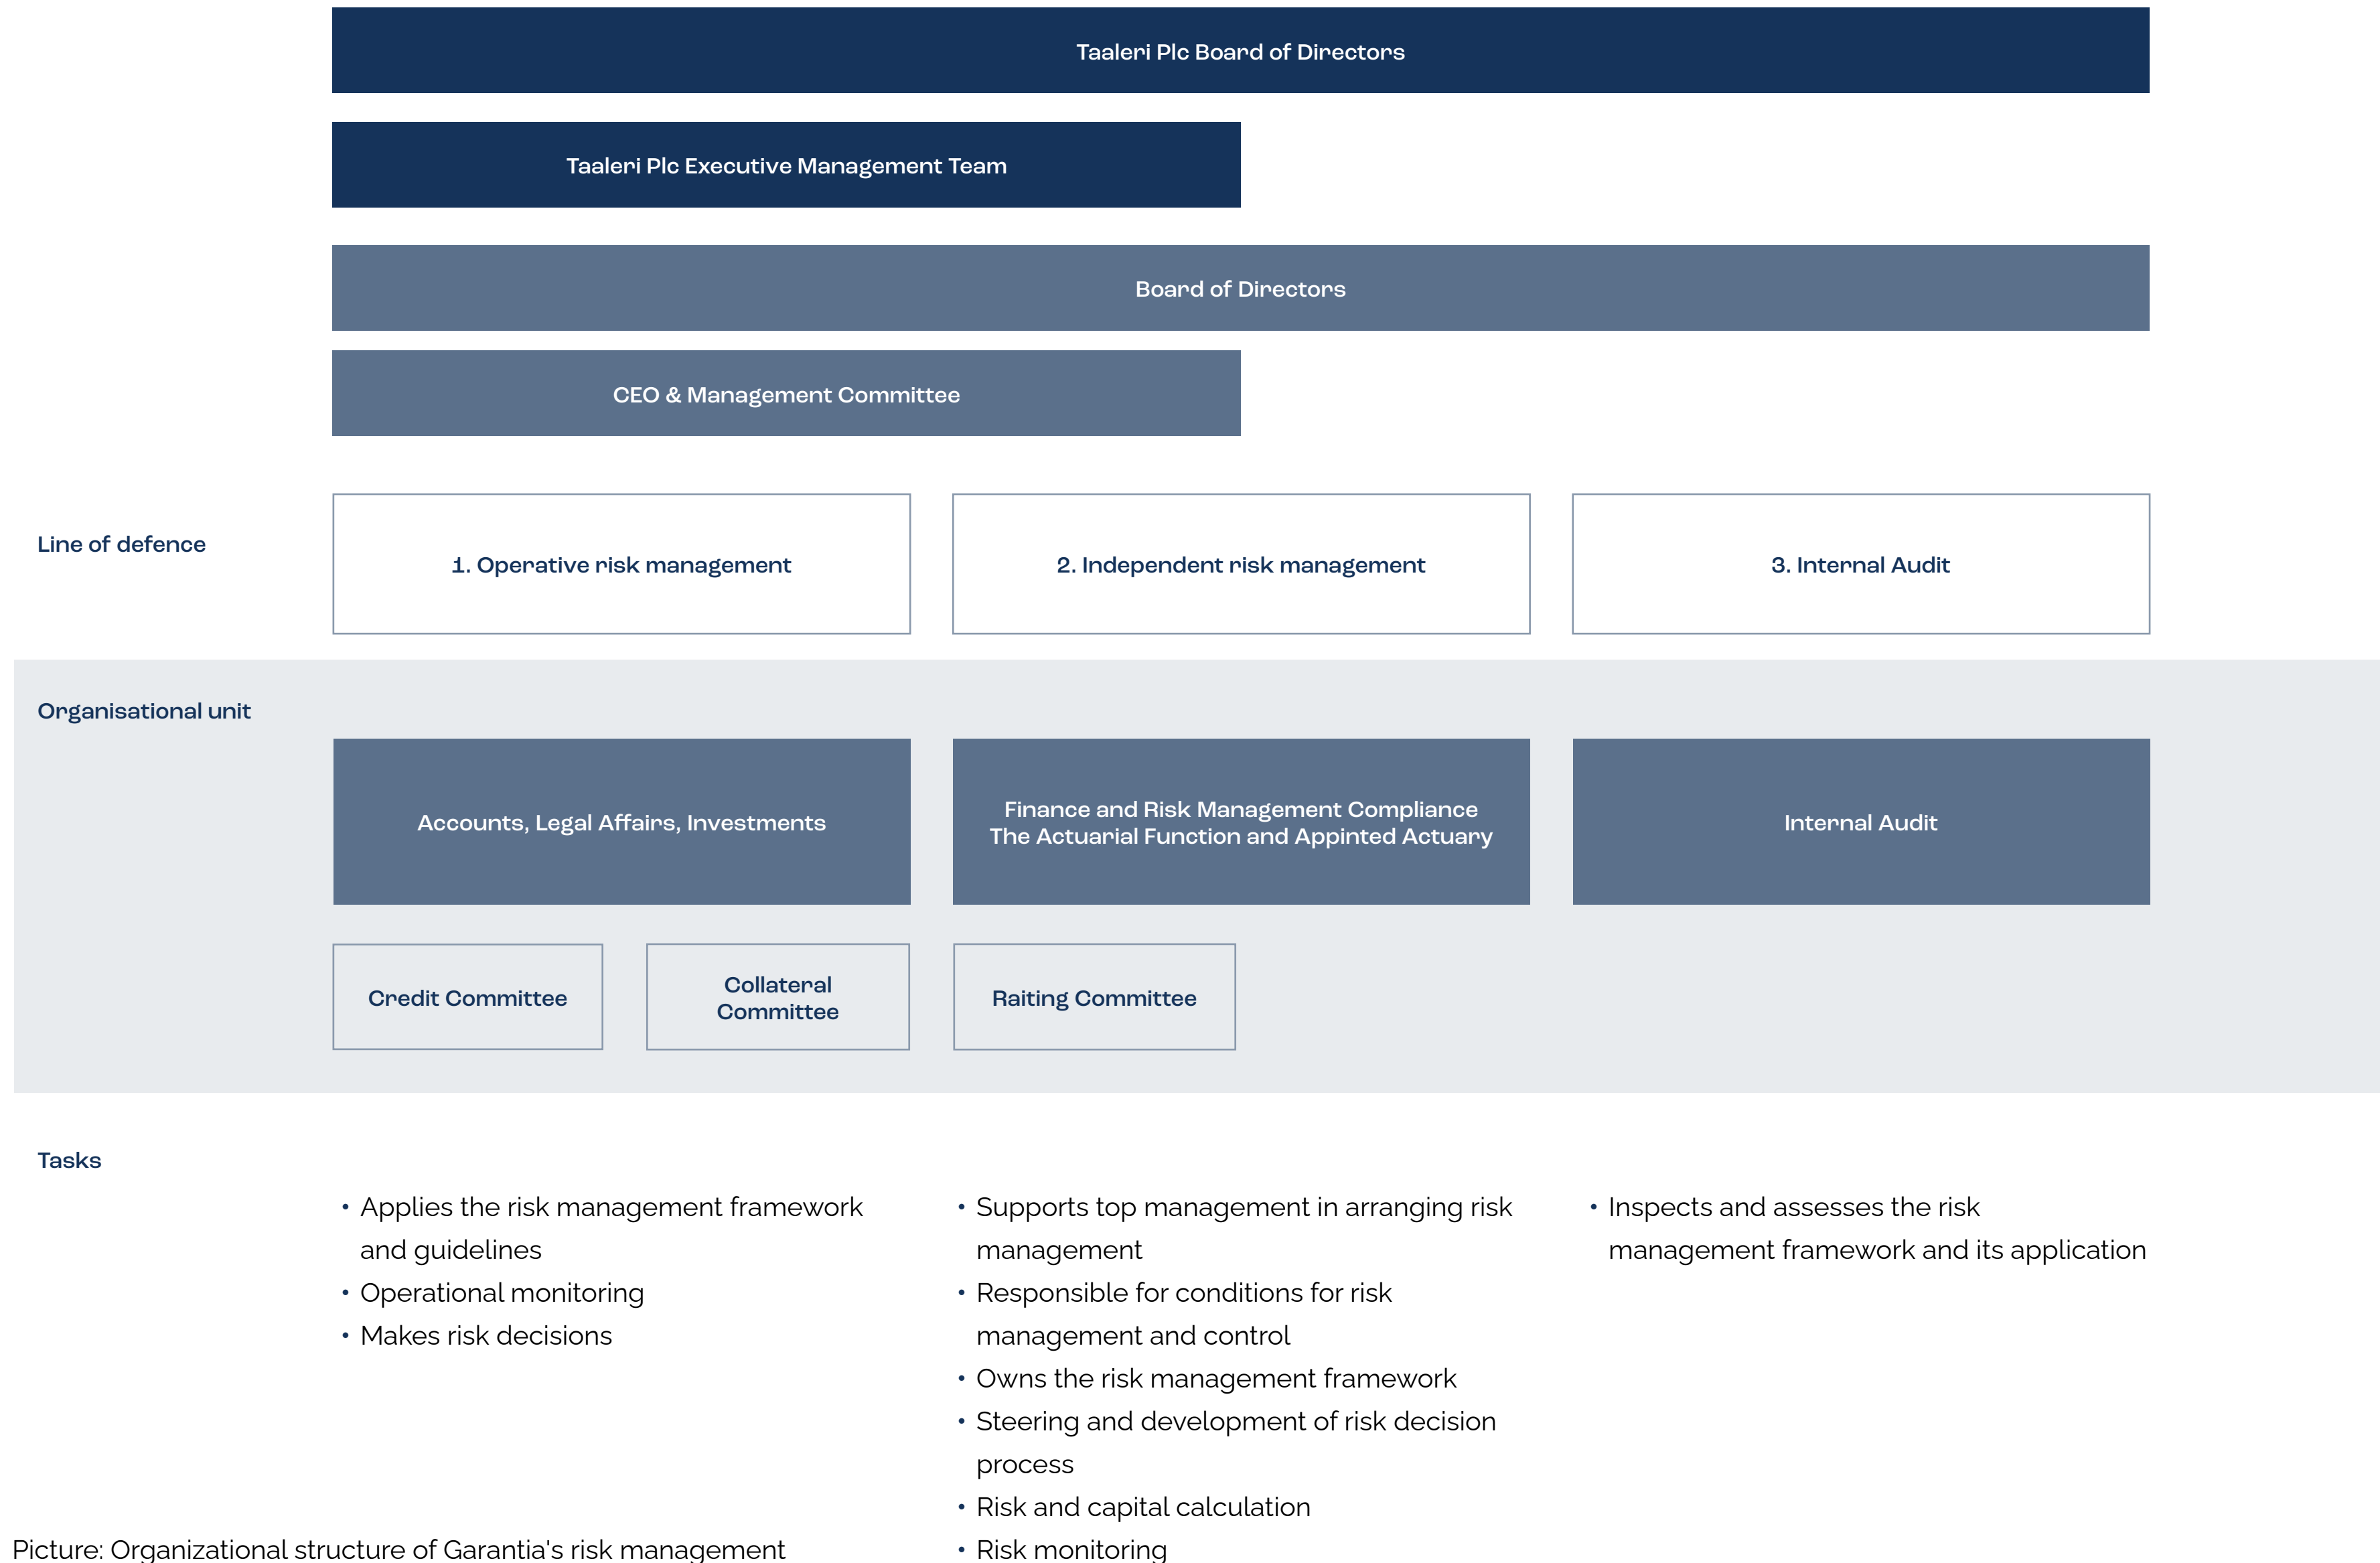 Taaleri Plc Board of Directors
Taaleri Plc Executive Management Team
Board of Directors
CEO & Management Committee
Line of defence
1. Operative risk management
2. Independent risk management
3. Internal Audit
Organisational unit
Accounts, Legal Affairs, Investments
Finance and Risk Management Compliance
The Actuarial Function and Appinted Actuary
Internal Audit
Credit Committee
Collateral
Committee
Raiting Committee
Tasks
• Applies the risk management framework
and guidelines
• Operational monitoring
• Makes risk decisions
• Supports top management in arranging risk
management
• Responsible for conditions for risk
management and control
• Owns the risk management framework
• Steering and development of risk decision
process
• Risk and capital calculation
• Risk monitoring
• Inspects and assesses the risk
management framework and its application
Picture: Organizational structure of Garantia's risk management